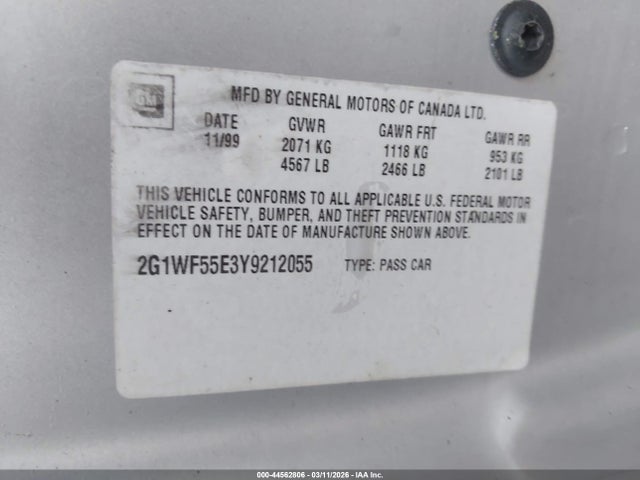 GM
MFD BY GENERAL MOTORS OF CANADA LTD.
DATE GVWR GAWR FRT GAWR RR
11/99 2071 KG 1118 KG 953 KG
4567 LB 2466 LB 2101 LB
THIS VEHICLE CONFORMS TO ALL APPLICABLE U.S. FEDERAL MOTOR
VEHICLE SAFETY, BUMPER, AND THEFT PREVENTION STANDARDS IN
EFFECT ON THE DATE OF MANUFACTURE SHOWN ABOVE.
2G1WF55E3Y9212055 TYPE: PASS CAR
000-44562806 | 03/11/2026 | IAA Inc.